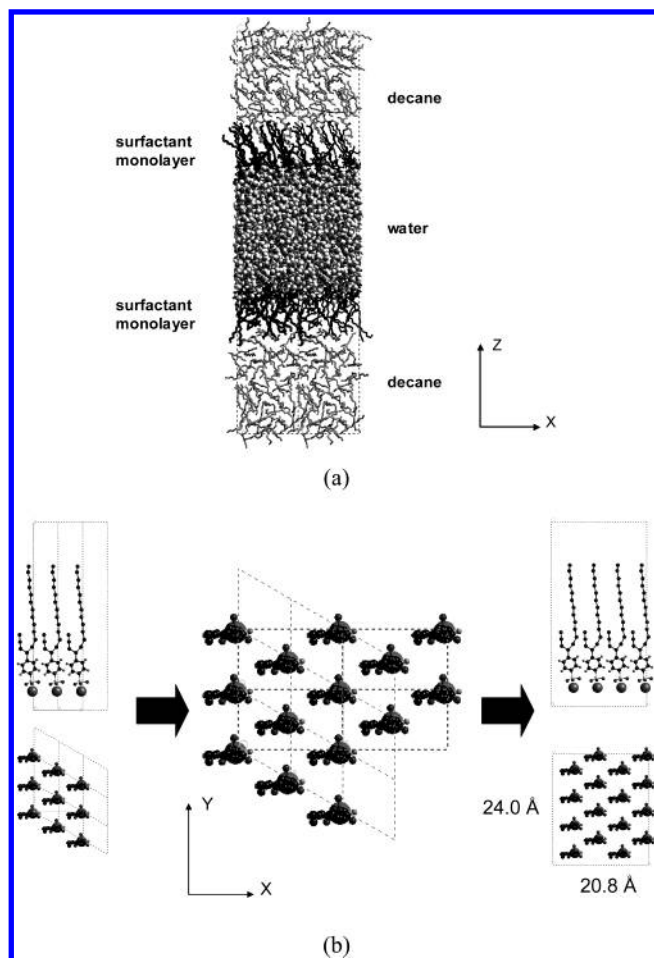 decane
surfactant
monolayer
water
surfactant
monolayer
decane
Z
X
(a)
Y
X
24.0 Å
20.8 Å
(b)